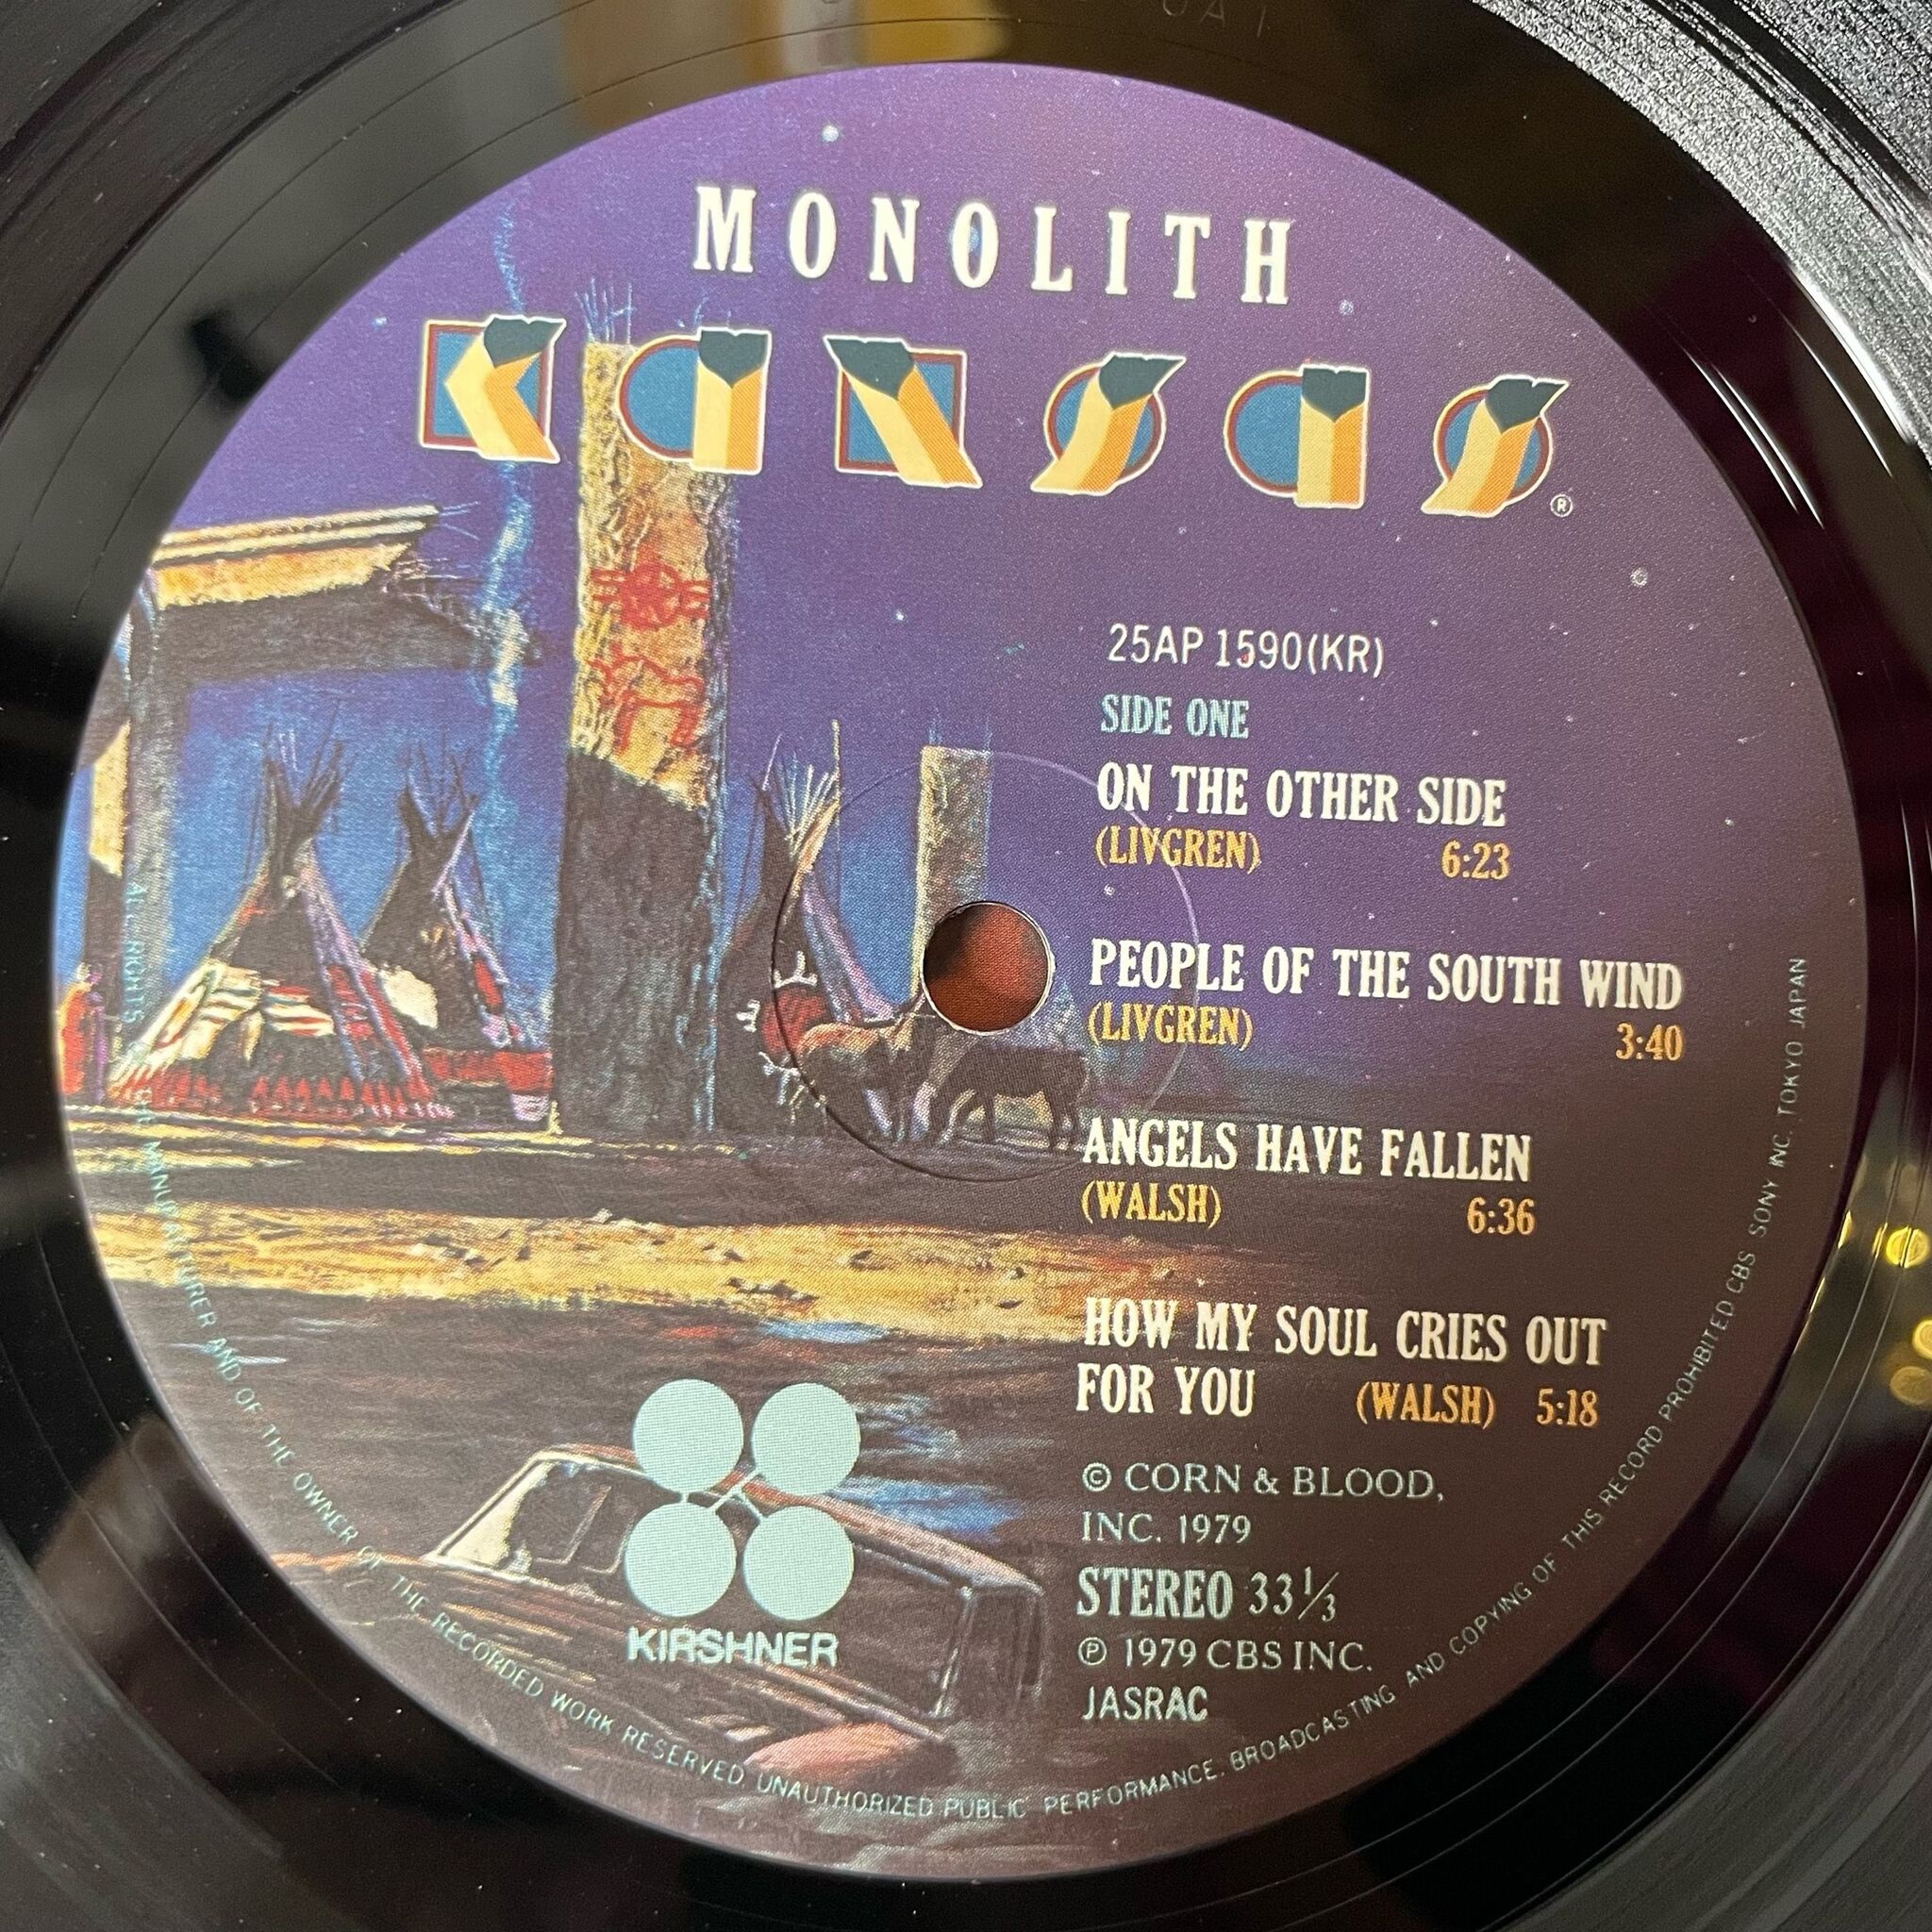 MONOLITH
KANSAS ®
25AP 1590(KR)
SIDE ONE
ON THE OTHER SIDE
(LIVGREN) 6:23
PEOPLE OF THE SOUTH WIND
(LIVGREN) 3:40
ANGELS HAVE FALLEN
(WALSH) 6:36
HOW MY SOUL CRIES OUT
FOR YOU (WALSH) 5:18
© CORN & BLOOD,
INC. 1979
STEREO 33⅓
℗ 1979 CBS INC.
JASRAC
KIRSHNER
ALL RIGHTS OF THE MANUFACTURER AND OF THE OWNER OF THE RECORDED WORK RESERVED. UNAUTHORIZED PUBLIC PERFORMANCE. BROADCASTING AND COPYING OF THIS RECORD PROHIBITED CBS SONY INC. TOKYO JAPAN